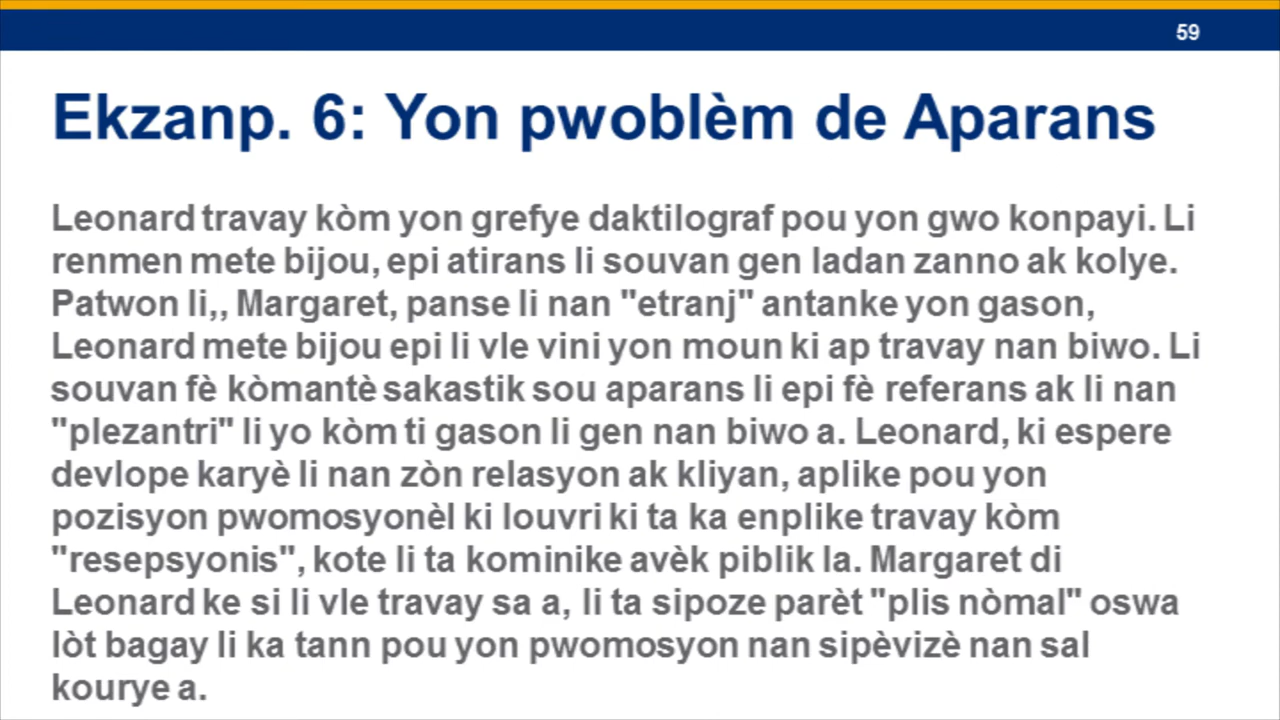 59
Ekzanp. 6: Yon pwoblèm de Aparans
Leonard travay kòm yon grefye daktilograf pou yon gwo konpayi. Li
renmen mete bijou, epi atirans li souvan gen ladan zanno ak kolye.
Patwon li,, Margaret, panse li nan "etranj" antanke yon gason,
Leonard mete bijou epi li vle vini yon moun ki ap travay nan biwo. Li
souvan fè kòmantè sakastik sou aparans li epi fè referans ak li nan
"plezantri" li yo kòm ti gason li gen nan biwo a. Leonard, ki espere
devlope karyè li nan zòn relasyon ak kliyan, aplike pou yon
pozisyon pwomosyonèl ki louvri ki ta ka enplike travay kòm
"resepsyonis", kote li ta kominike avèk piblik la. Margaret di
Leonard ke si li vle travay sa a, li ta sipoze parèt "plis nòmal" oswa
lòt bagay li ka tann pou yon pwomosyon nan sipèvizè nan sal
kourye a.